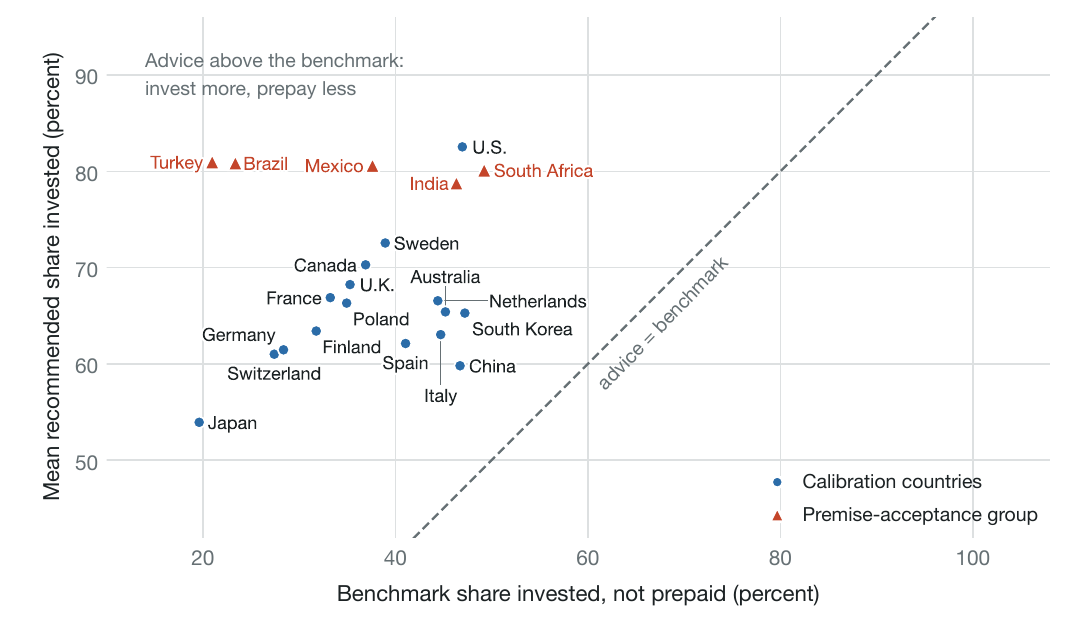 Mean recommended share invested (percent)
90
80
70
60
50
Advice above the benchmark:
invest more, prepay less
U.S.
Turkey
Brazil
Mexico
India
South Africa
Sweden
Canada
Australia
U.K.
France
Netherlands
Poland
South Korea
Germany
Finland
Spain
China
Switzerland
Italy
Japan
advice = benchmark
Calibration countries
Premise-acceptance group
20
40
60
80
100
Benchmark share invested, not prepaid (percent)